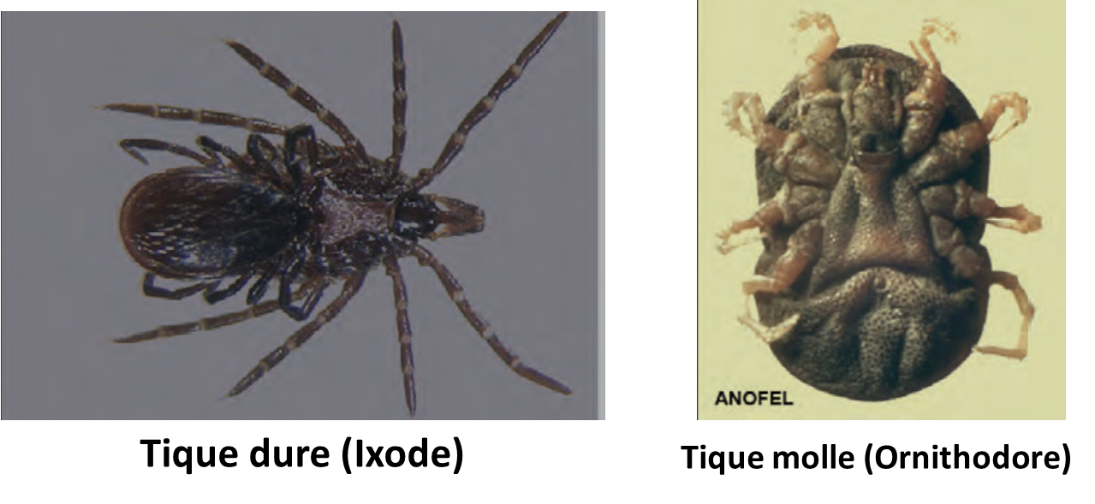 ANOFEL
Tique dure (Ixode)
Tique molle (Ornithodore)